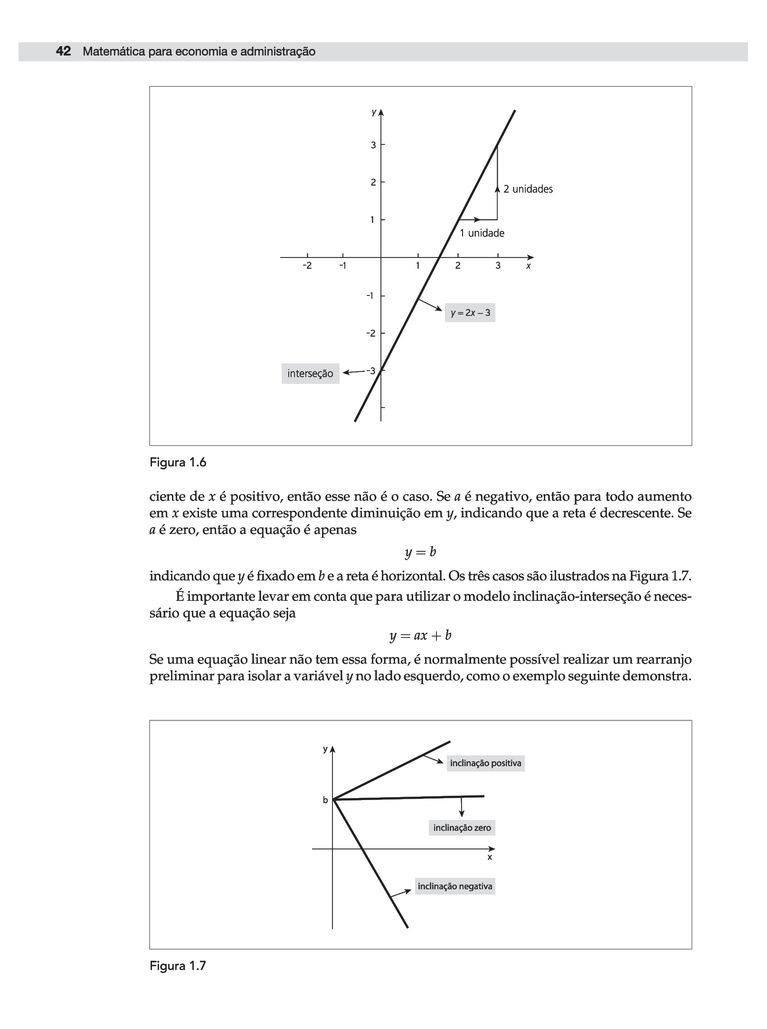 42 Matemática para economia e administração
y
3
2
2 unidades
1
1 unidade
-2 -1 1 2 3 x
-1
y = 2x – 3
-2
interseção -3
Figura 1.6
ciente de x é positivo, então esse não é o caso. Se a é negativo, então para todo aumento
em x existe uma correspondente diminuição em y, indicando que a reta é decrescente. Se
a é zero, então a equação é apenas
y = b
indicando que y é fixado em b e a reta é horizontal. Os três casos são ilustrados na Figura 1.7.
É importante levar em conta que para utilizar o modelo inclinação-interseção é neces-
sário que a equação seja
y = ax + b
Se uma equação linear não tem essa forma, é normalmente possível realizar um rearranjo
preliminar para isolar a variável y no lado esquerdo, como o exemplo seguinte demonstra.
y
inclinação positiva
b
inclinação zero
x
inclinação negativa
Figura 1.7